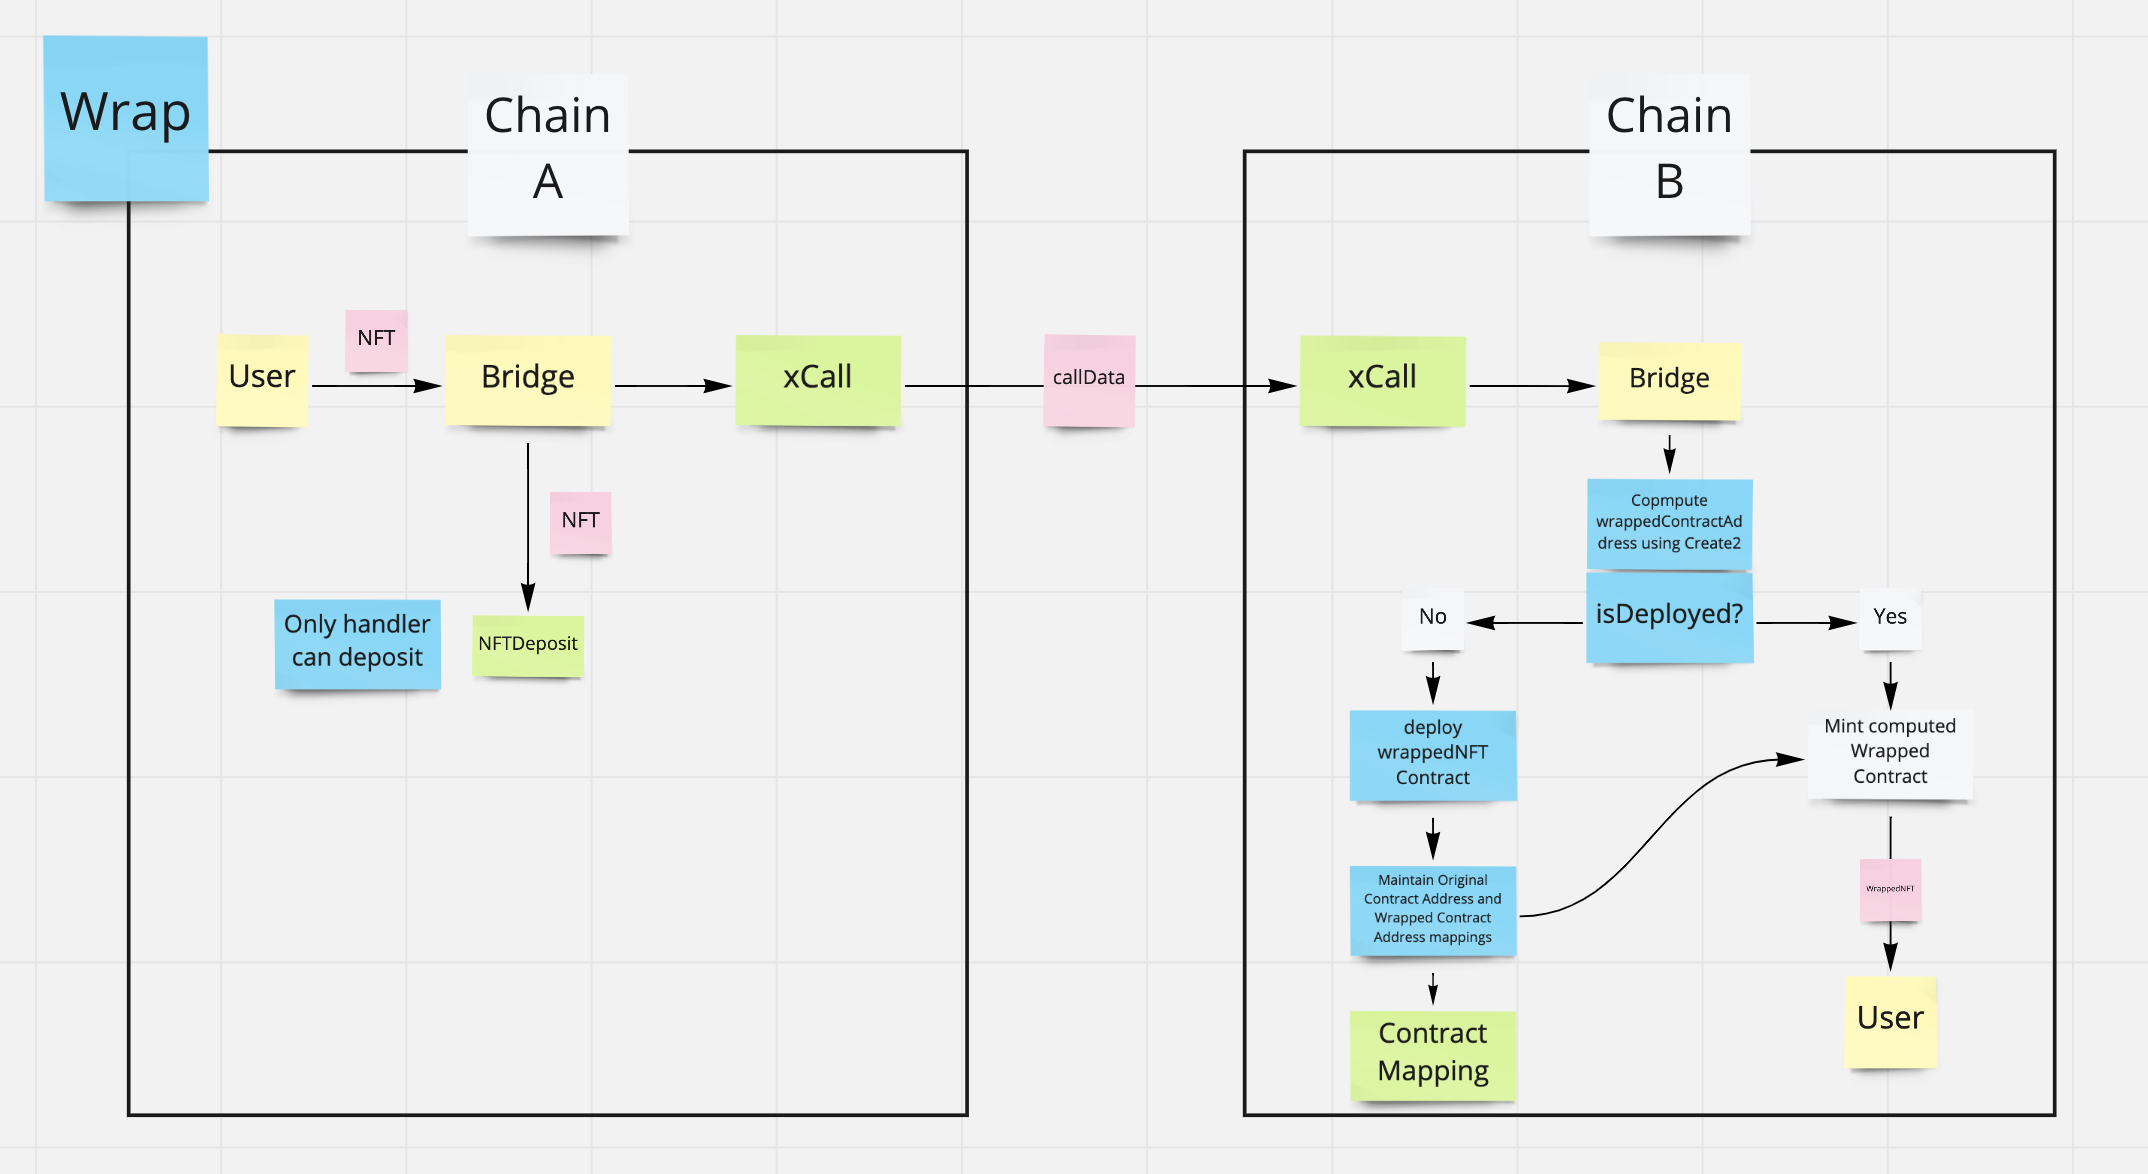 Wrap
Chain
A
Chain
B
User
NFT
Bridge
xCall
callData
xCall
Bridge
NFT
Only handler
can deposit
NFTDeposit
Copmpute
wrappedContractAd
dress using Create2
isDeployed?
No
Yes
deploy
wrappedNFT
Contract
Mint computed
Wrapped
Contract
Maintain Original
Contract Address and
Wrapped Contract
Address mappings
WrappedNFT
Contract
Mapping
User